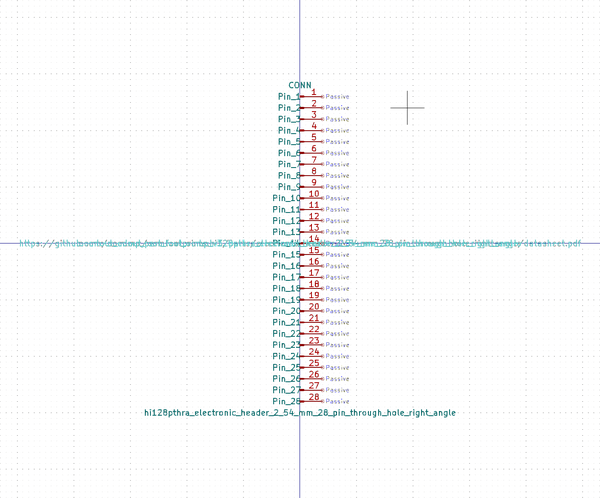 CONN
Pin_1 1 Passive
Pin_2 2 Passive
Pin_3 3 Passive
Pin_4 4 Passive
Pin_5 5 Passive
Pin_6 6 Passive
Pin_7 7 Passive
Pin_8 8 Passive
Pin_9 9 Passive
Pin_10 10 Passive
Pin_11 11 Passive
Pin_12 12 Passive
Pin_13 13 Passive
14
Pin_15 15 Passive
Pin_16 16 Passive
Pin_17 17 Passive
Pin_18 18 Passive
Pin_19 19 Passive
Pin_20 20 Passive
Pin_21 21 Passive
Pin_22 22 Passive
Pin_23 23 Passive
Pin_24 24 Passive
Pin_25 25 Passive
Pin_26 26 Passive
Pin_27 27 Passive
Pin_28 28 Passive
hi128pthra_electronic_header_2_54_mm_28_pin_through_hole_right_angle